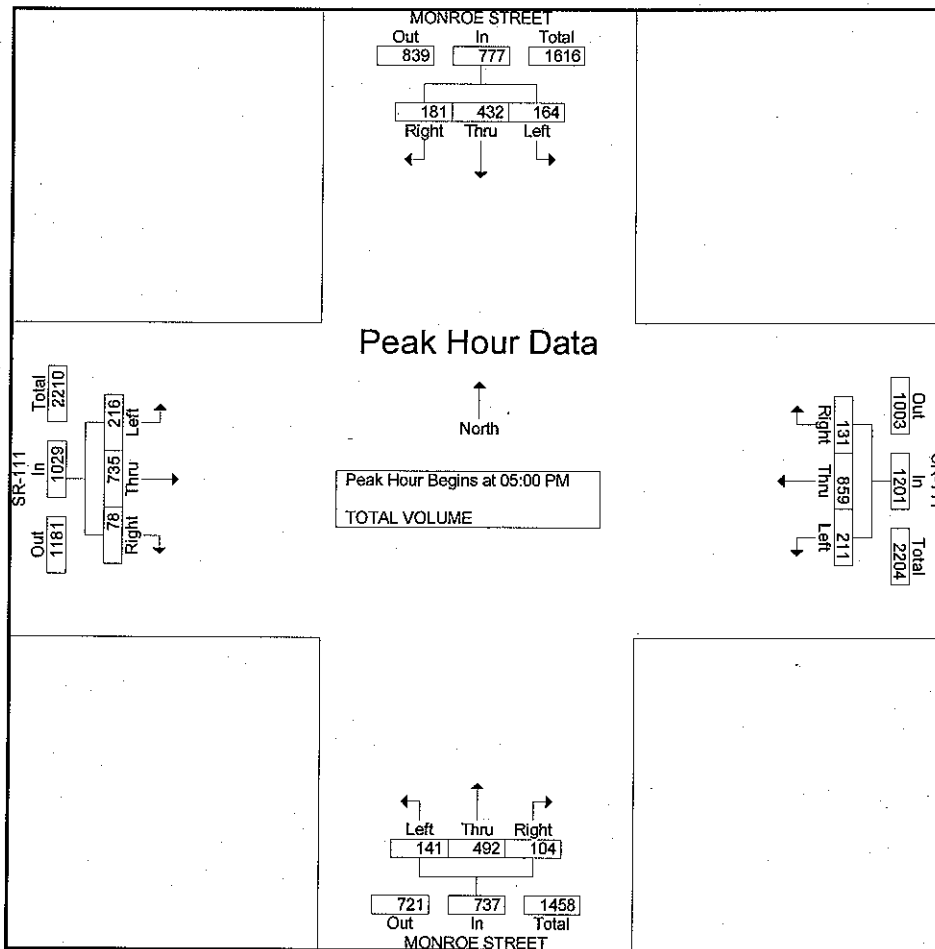 MONROE STREET
Out In Total
839 777 1616
181 432 164
Right Thru Left
Peak Hour Data
North
Peak Hour Begins at 05:00 PM
TOTAL VOLUME
SR-111
Total In Out
2210 1029 1181
216 735 78
Left Thru Right
Out In Total
1003 1201 2204
131 859 211
Right Thru Left
Left Thru Right
141 492 104
721 737 1458
Out In Total
MONROE STREET